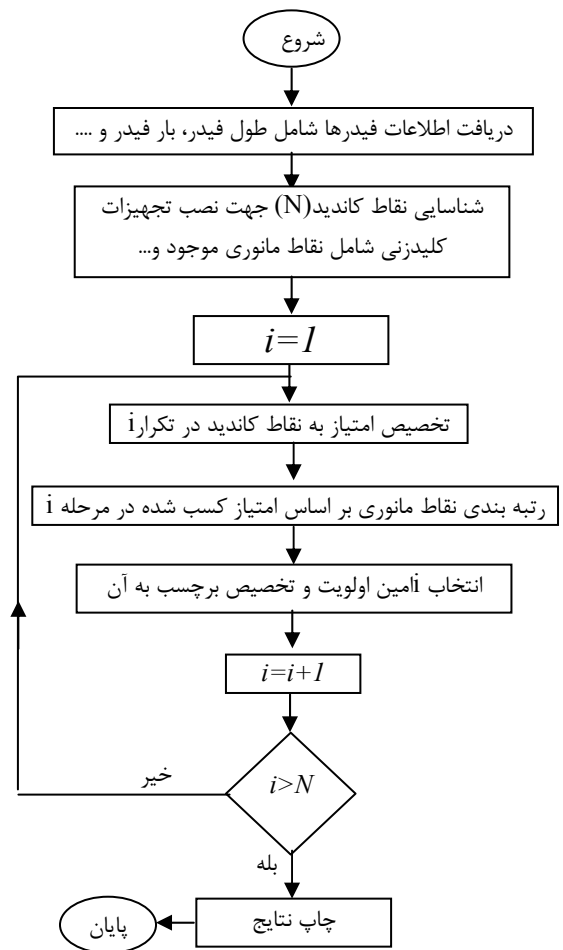 شروع
دریافت اطلاعات فیدرها شامل طول فیدر، بار فیدر و ....
شناسایی نقاط کاندید(N) جهت نصب تجهیزات
کلیدزنی شامل نقاط مانوری موجود و...
i=1
تخصیص امتیاز به نقاط کاندید در تکرارi
رتبه بندی نقاط مانوری بر اساس امتیاز کسب شده در مرحله i
انتخاب iامین اولویت و تخصیص برچسب به آن
i=i+1
i>N
خیر
بله
چاپ نتایج
پایان